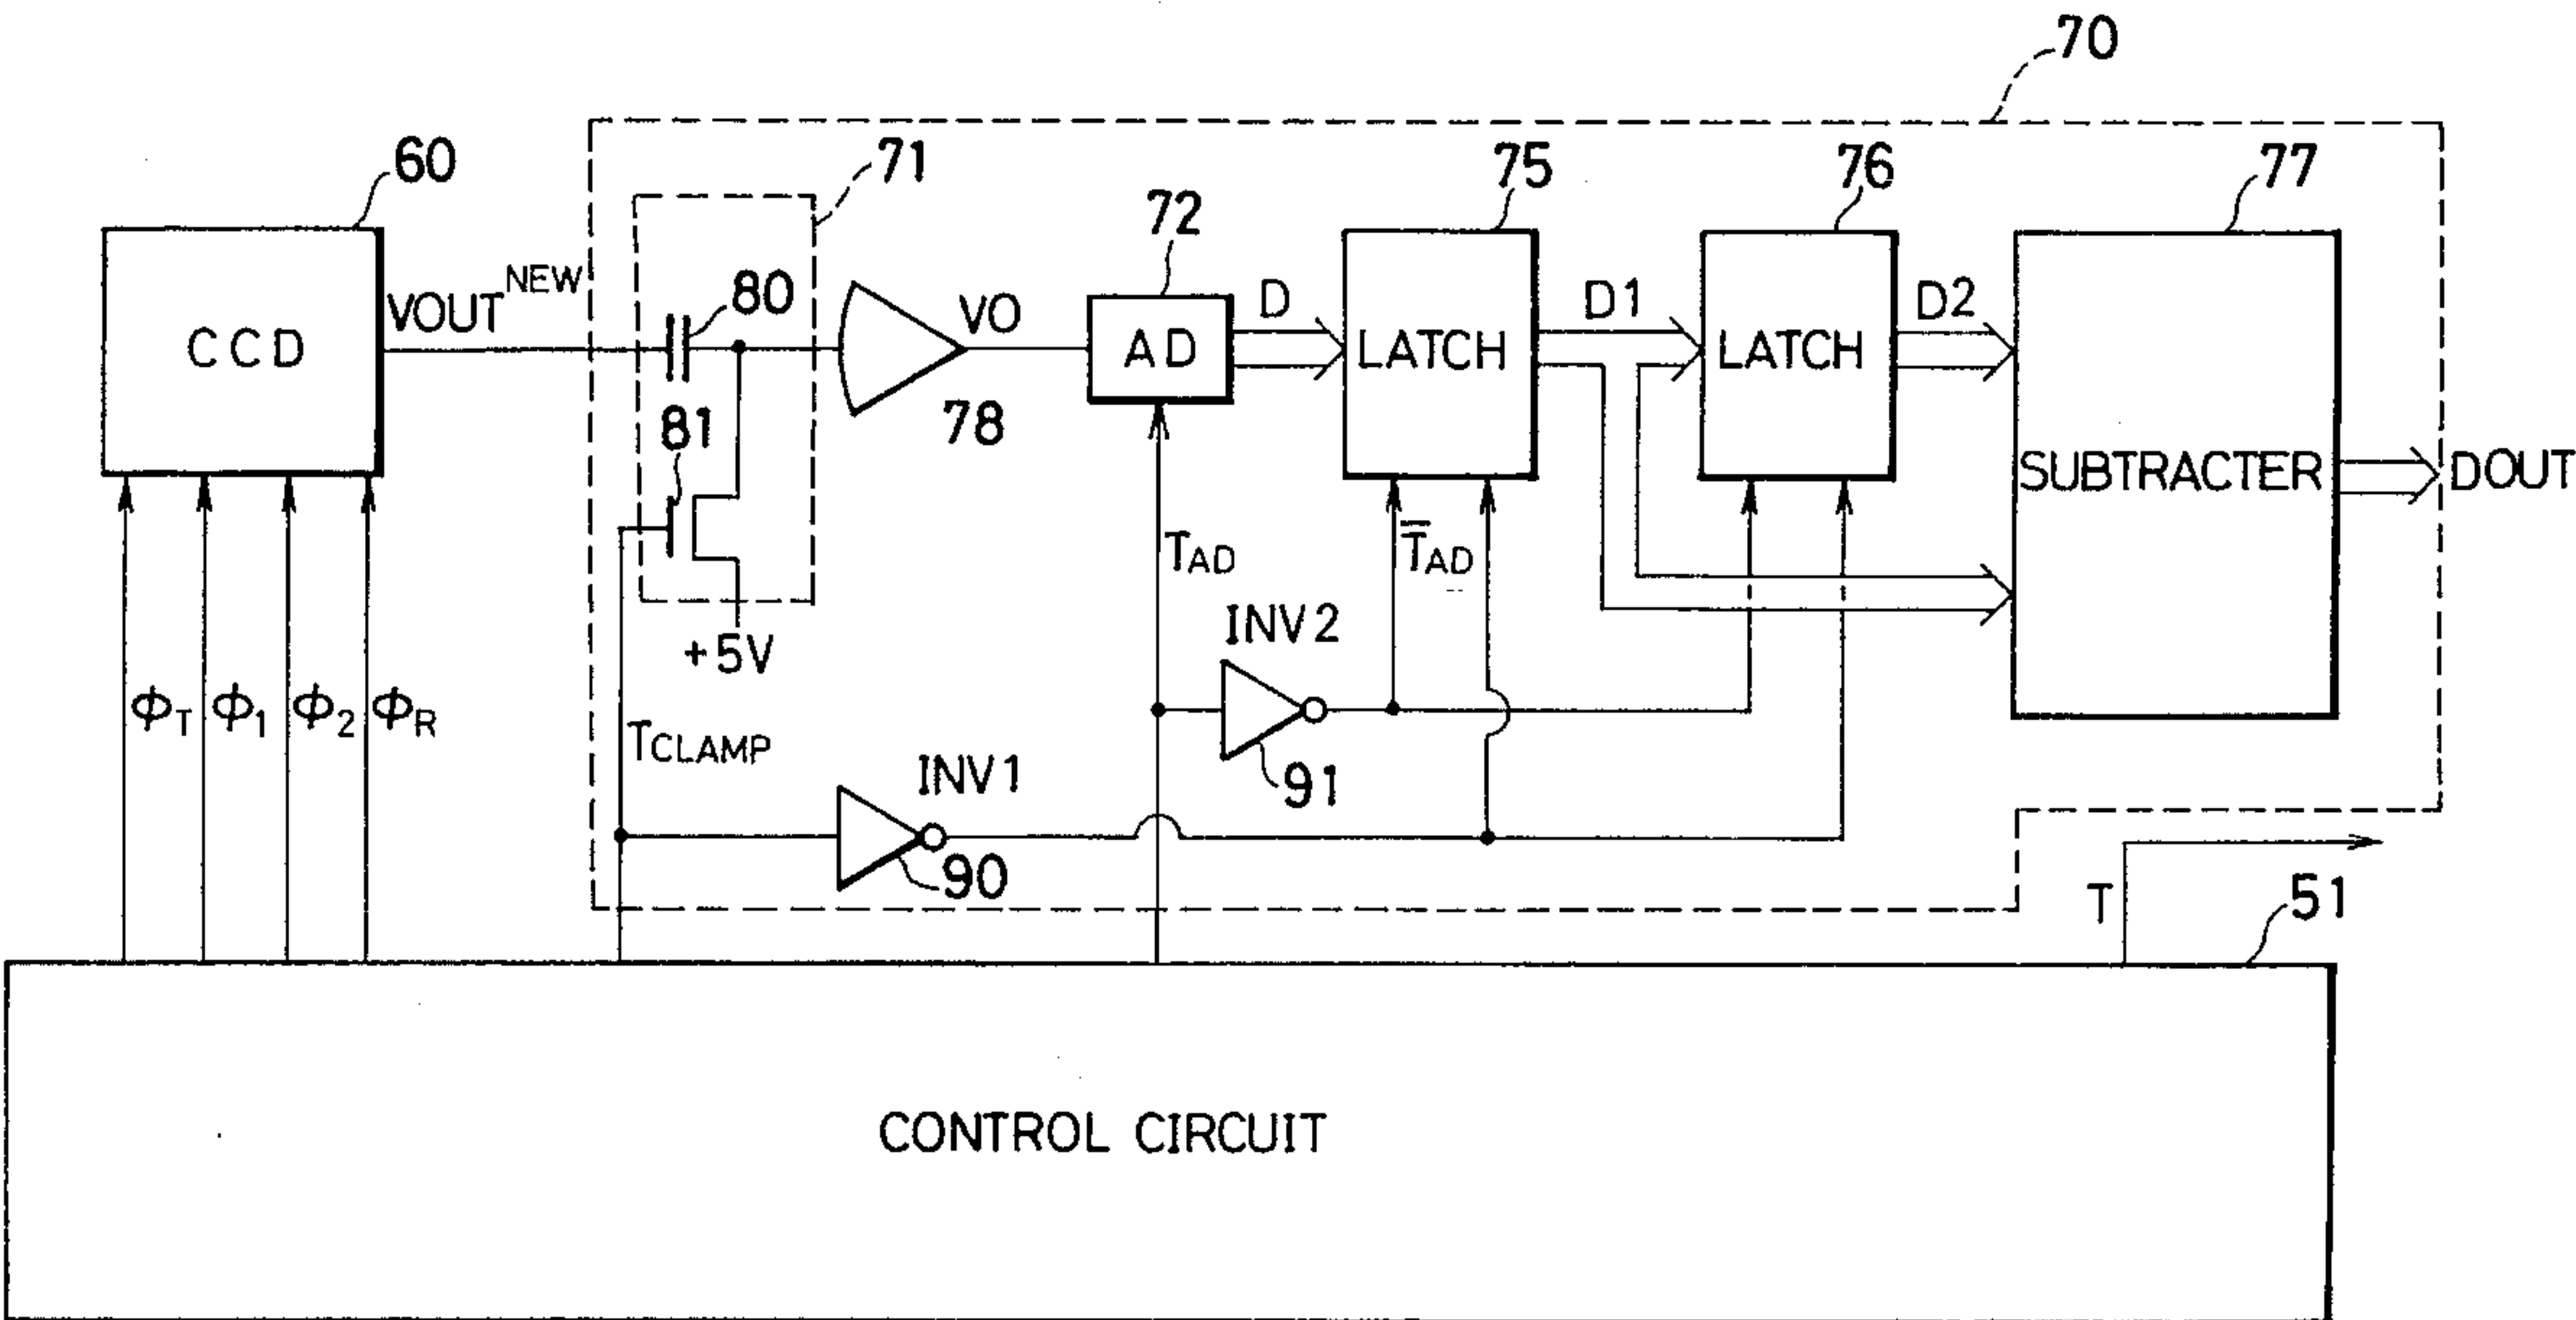 70
60
71
75
76
77
72
VOUT^NEW
80
VO
D
D1
D2
CCD
AD
LATCH
LATCH
SUBTRACTER
DOUT
78
81
TAD
T̅AD
+5V
INV2
ΦT
Φ1
Φ2
ΦR
TCLAMP
INV1
91
90
T
51
CONTROL CIRCUIT